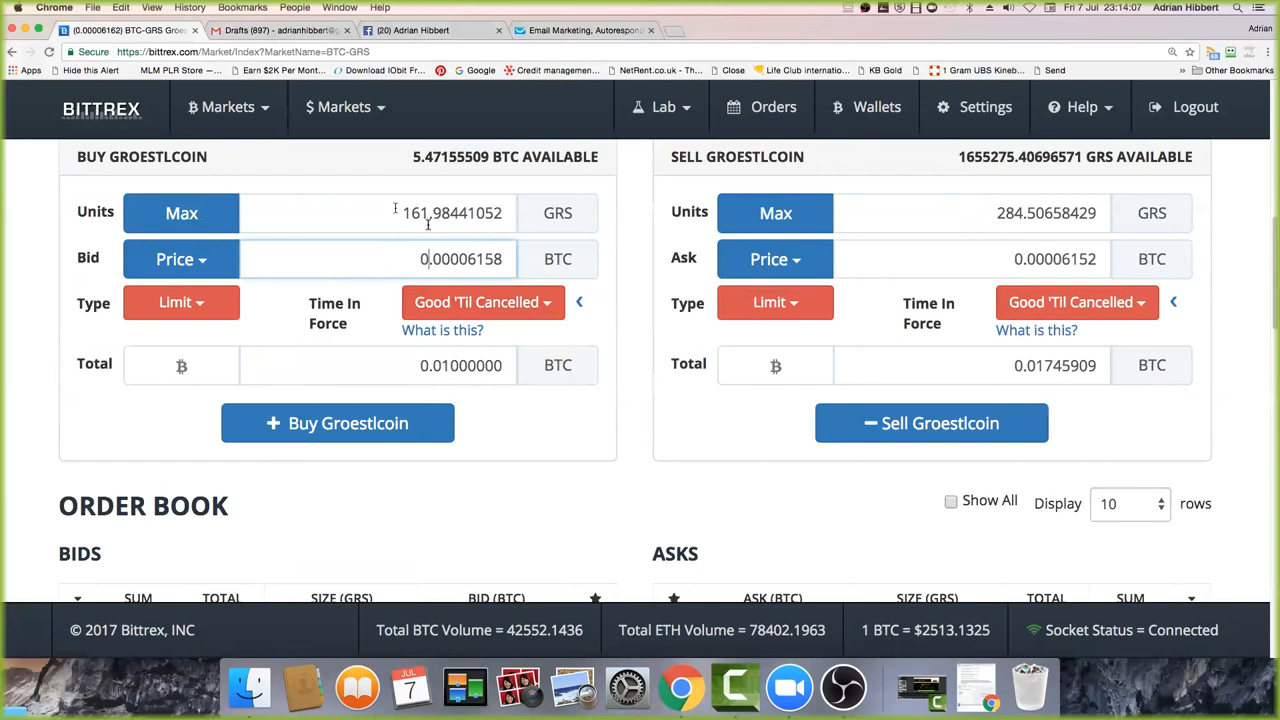 Chrome File Edit View History Bookmarks People Window Help
Fri 7 Jul 23:14:07 Adrian Hibbert
(0.00006162) BTC-GRS Groes
Drafts (897) - adrianhibbert@
(20) Adrian Hibbert
Email Marketing, Autorespond
Adrian
Secure https://bittrex.com/Market/Index?MarketName=BTC-GRS
Apps Hide this Alert MLM PLR Store —... Earn $2K Per Mont... Download IObit Fr... Google Credit managemen... NetRent.co.uk - Th... Close Life Club internatio... KB Gold 1 Gram UBS Kineb... Send Other Bookmarks
BITTREX
Markets
$ Markets
Lab
Orders
Wallets
Settings
Help
Logout
BUY GROESTLCOIN 5.47155509 BTC AVAILABLE
SELL GROESTLCOIN 1655275.40696571 GRS AVAILABLE
Units Max 161.98441052 GRS
Units Max 284.50658429 GRS
Bid Price 0.00006158 BTC
Ask Price 0.00006152 BTC
Type Limit Time In Force Good 'Til Cancelled
What is this?
Type Limit Time In Force Good 'Til Cancelled
What is this?
Total 0.01000000 BTC
Total 0.01745909 BTC
+ Buy Groestlcoin
− Sell Groestlcoin
ORDER BOOK
Show All Display 10 rows
BIDS
ASKS
SUM TOTAL SIZE (GRS) BID (BTC)
ASK (BTC) SIZE (GRS) TOTAL SUM
© 2017 Bittrex, INC
Total BTC Volume = 42552.1436
Total ETH Volume = 78402.1963
1 BTC = $2513.1325
Socket Status = Connected
JUL
7